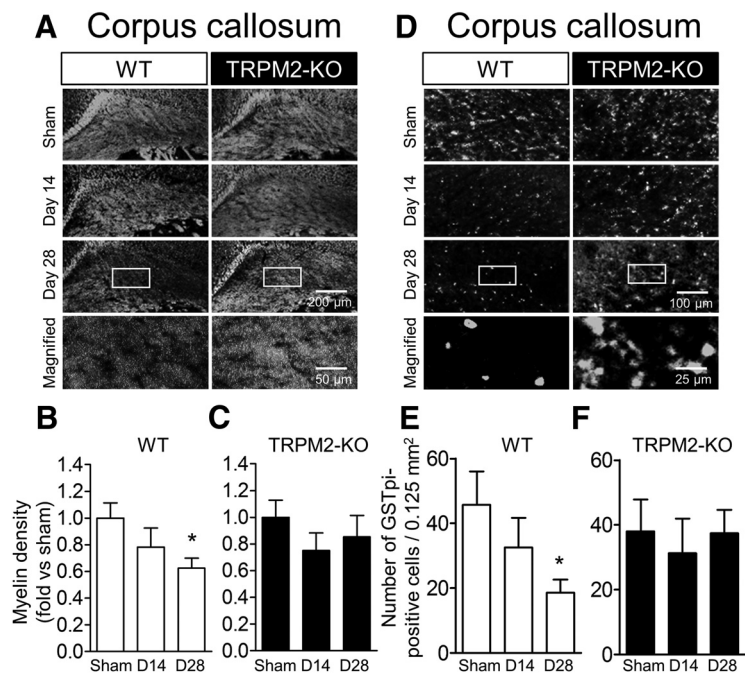 A Corpus callosum
WT TRPM2-KO
Sham
Day 14
Day 28
Magnified
200 µm
50 µm
D Corpus callosum
WT TRPM2-KO
Sham
Day 14
Day 28
Magnified
100 µm
25 µm
B WT
Myelin density
(fold vs sham)
1.4
1.2
1.0
0.8
0.6
0.4
0.2
0.0
*
Sham D14 D28
C TRPM2-KO
1.4
1.2
1.0
0.8
0.6
0.4
0.2
0.0
Sham D14 D28
E WT
Number of GSTpi-
positive cells / 0.125 mm²
60
40
20
0
*
Sham D14 D28
F TRPM2-KO
60
40
20
0
Sham D14 D28